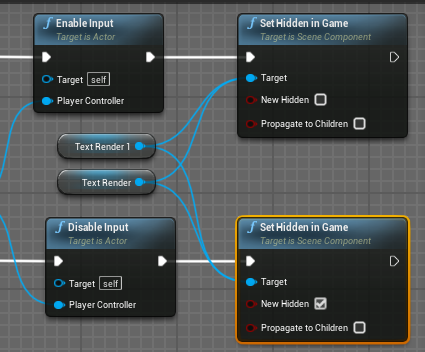 Enable Input
Target is Actor
Target self
Player Controller
Set Hidden in Game
Target is Scene Component
Target
New Hidden
Propagate to Children
Text Render 1
Text Render
Disable Input
Target is Actor
Target self
Player Controller
Set Hidden in Game
Target is Scene Component
Target
New Hidden
Propagate to Children